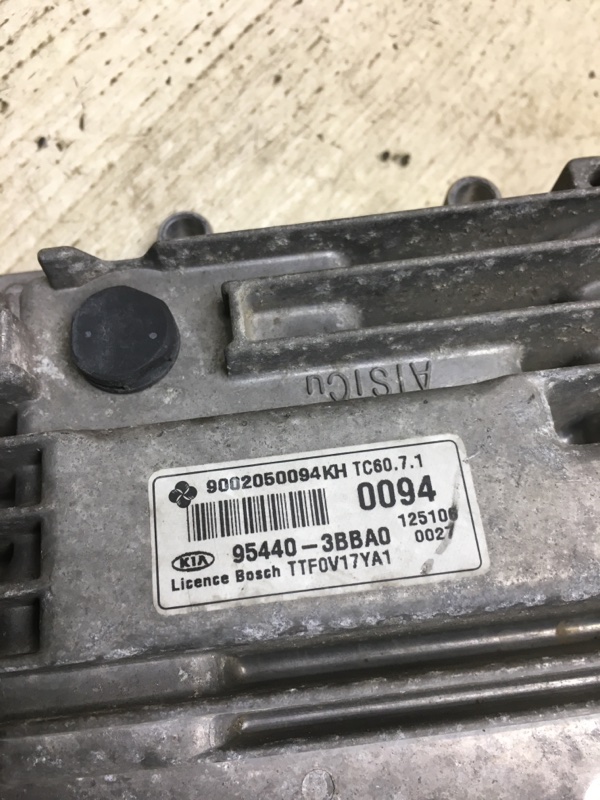 AlSiCu
9002050094KH TC60.7.1
0094
125106
95440-3BBA0 0027
KIA
Licence Bosch TTF0V17YA1